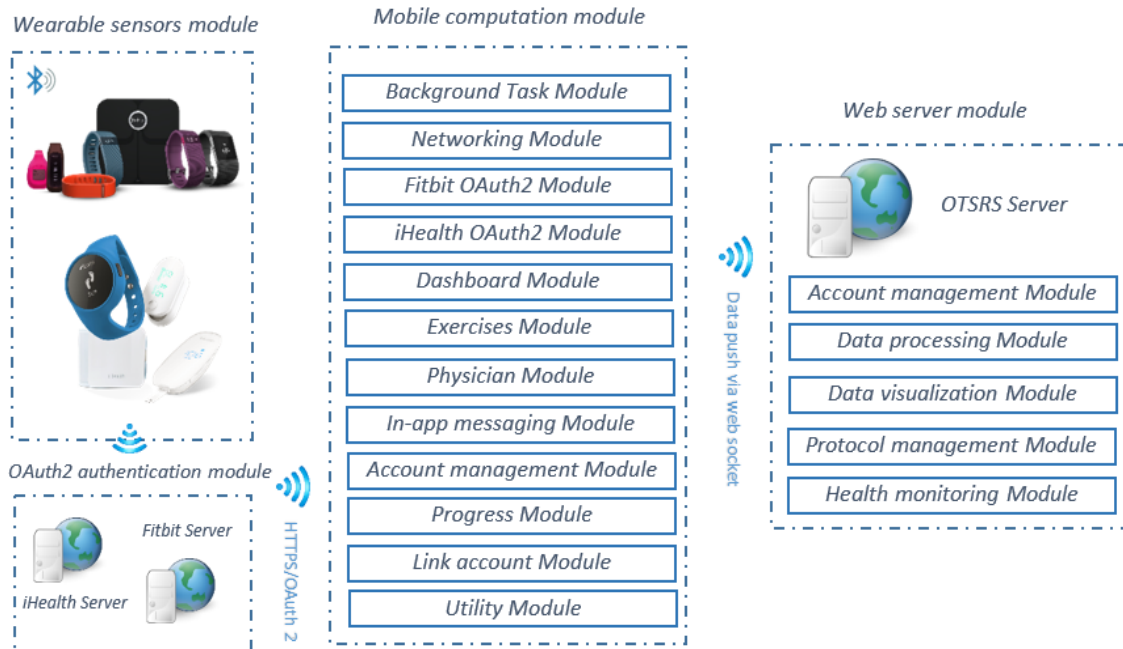 Wearable sensors module
Mobile computation module
Background Task Module
Networking Module
Fitbit OAuth2 Module
iHealth OAuth2 Module
Dashboard Module
Exercises Module
Physician Module
In-app messaging Module
Account management Module
Progress Module
Link account Module
Utility Module
OAuth2 authentication module
Fitbit Server
iHealth Server
HTTPS/OAuth 2
Data push via web socket
Web server module
OTSRS Server
Account management Module
Data processing Module
Data visualization Module
Protocol management Module
Health monitoring Module